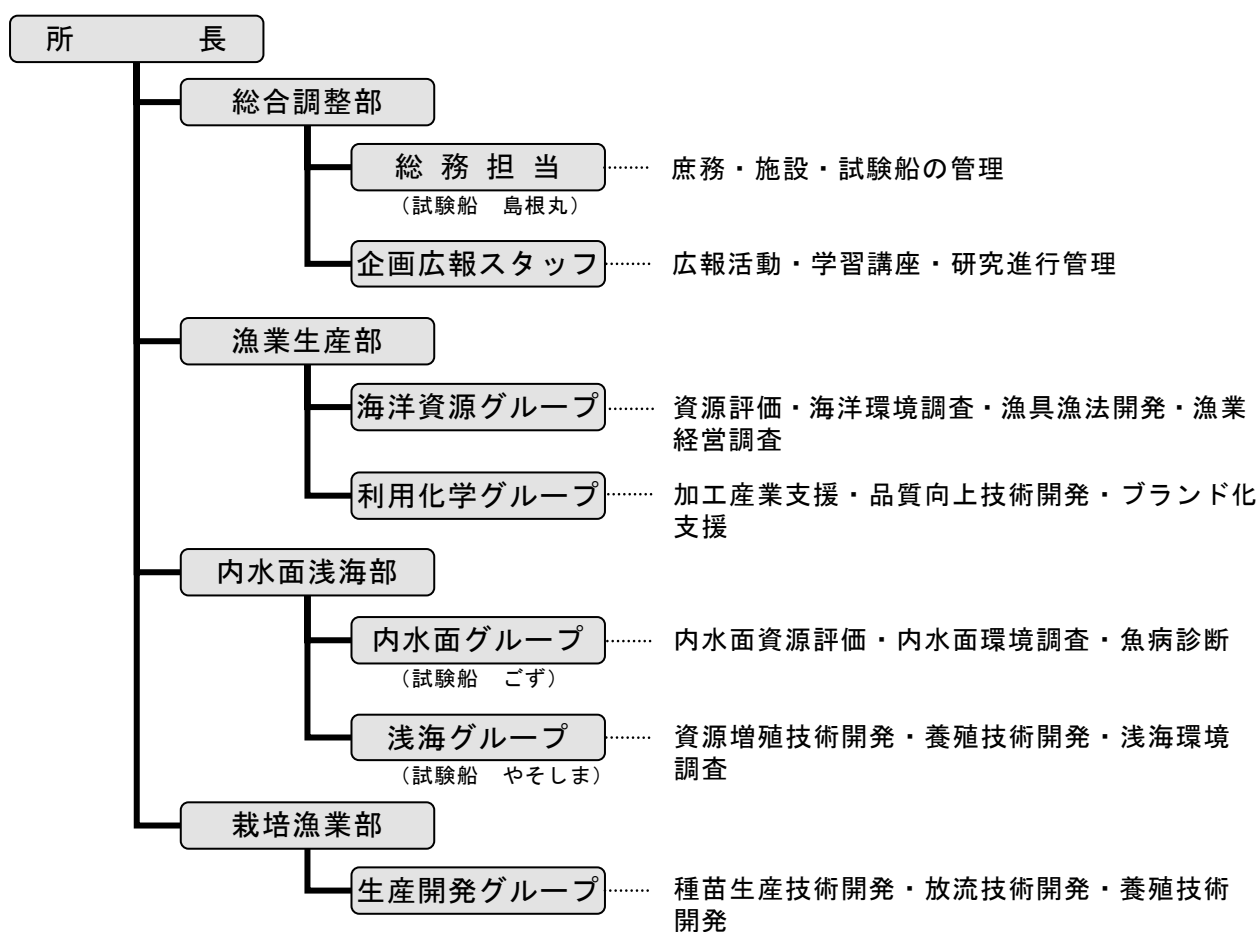 所　長
総合調整部
総務担当
庶務・施設・試験船の管理
（試験船　島根丸）
企画広報スタッフ
広報活動・学習講座・研究進行管理
漁業生産部
海洋資源グループ
資源評価・海洋環境調査・漁具漁法開発・漁業
経営調査
利用化学グループ
加工産業支援・品質向上技術開発・ブランド化
支援
内水面浅海部
内水面グループ
内水面資源評価・内水面環境調査・魚病診断
（試験船　ごず）
浅海グループ
資源増殖技術開発・養殖技術開発・浅海環境
調査
（試験船　やそしま）
栽培漁業部
生産開発グループ
種苗生産技術開発・放流技術開発・養殖技術
開発